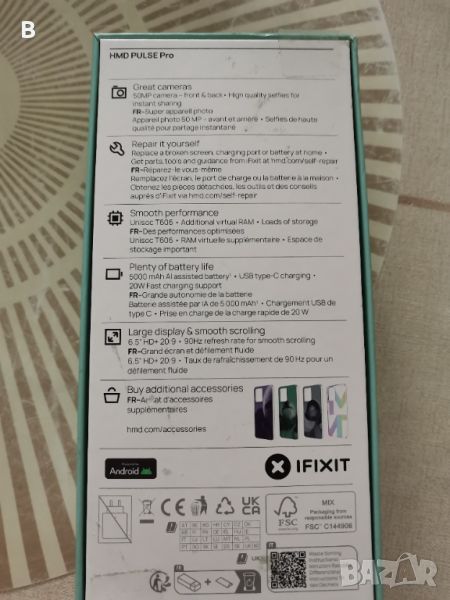 B
HMD PULSE Pro
Great cameras
50MP camera – front & back • High quality selfies for
instant sharing
FR–Super appareil photo
Appareil photo 50 MP – avant et arrière • Selfies de haute
qualité pour partage instantané
Repair it yourself
Replace a broken screen, charging port or battery at home •
Get parts, tools and guidance from iFixit at hmd.com/self-repair
FR–Réparez-le vous-même
Remplacez l'écran, le port de charge ou la batterie à la maison •
Obtenez les pièces détachées, les outils et des conseils
auprès d'iFixit via hmd.com/self-repair
Smooth performance
Unisoc T606 • Additional virtual RAM • Loads of storage
FR–Des performances optimisées
Unisoc T606 • RAM virtuelle supplémentaire • Espace de
stockage important
Plenty of battery life
5000 mAh AI assisted battery • USB type-C charging •
20W Fast charging support
FR–Grande autonomie de la batterie
Batterie assistée par IA de 5 000 mAh • Chargement USB de
type C • Prise en charge de la charge rapide de 20 W
Large display & smooth scrolling
6.5" HD+ 20:9 • 90Hz refresh rate for smooth scrolling
FR–Grand écran et défilement fluide
6,5" HD+ 20:9 • Taux de rafraîchissement de 90 Hz pour un
défilement fluide
Buy additional accessories
FR–Achat d'accessoires
supplémentaires
hmd.com/accessories
Android
IFIXIT
CE
UK
CA
FSC
MIX
Packaging from
responsible sources
FSC C144906
BAZAR